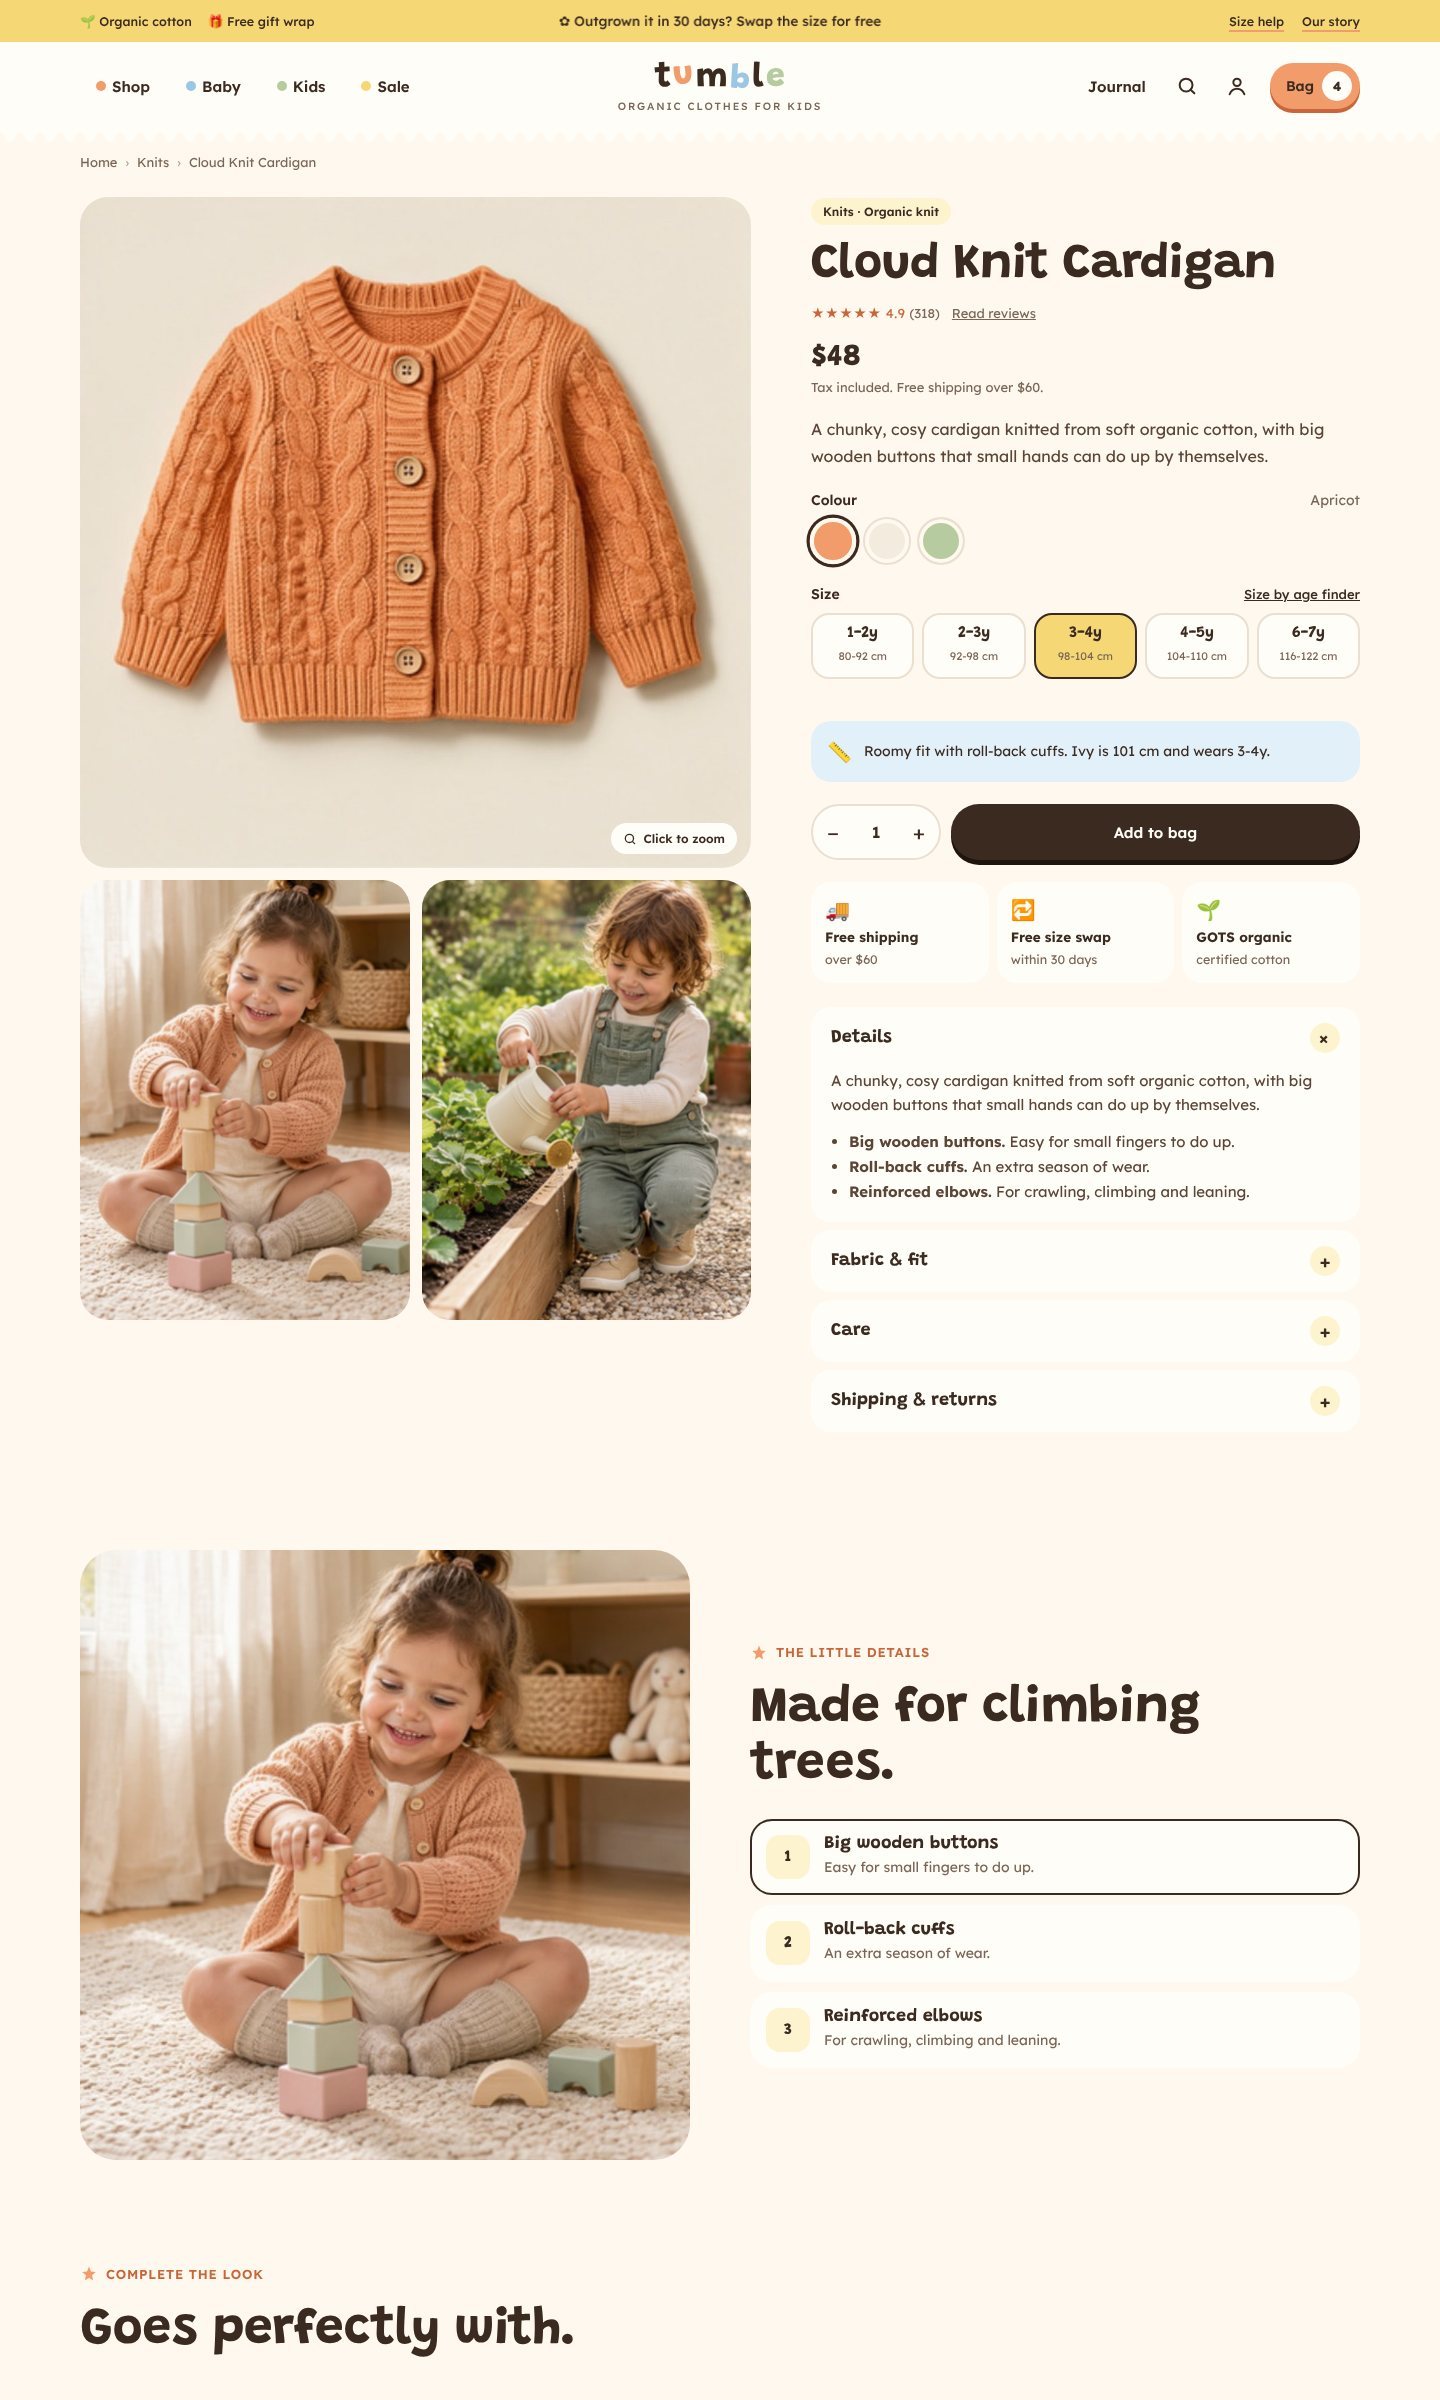 🌱 Organic cotton 🎁 Free gift wrap
✿ Outgrown it in 30 days? Swap the size for free
Size help Our story
Shop Baby Kids Sale
tumble
ORGANIC CLOTHES FOR KIDS
Journal
Bag 4
Home › Knits › Cloud Knit Cardigan
Click to zoom
Knits · Organic knit
Cloud Knit Cardigan
★★★★★ 4.9 (318) Read reviews
$48
Tax included. Free shipping over $60.
A chunky, cosy cardigan knitted from soft organic cotton, with big
wooden buttons that small hands can do up by themselves.
Colour Apricot
Size Size by age finder
1-2y 2-3y 3-4y 4-5y 6-7y
80-92 cm 92-98 cm 98-104 cm 104-110 cm 116-122 cm
📏 Roomy fit with roll-back cuffs. Ivy is 101 cm and wears 3-4y.
− 1 + Add to bag
🚚 🔁 🌱
Free shipping Free size swap GOTS organic
over $60 within 30 days certified cotton
Details ×
A chunky, cosy cardigan knitted from soft organic cotton, with big
wooden buttons that small hands can do up by themselves.
• Big wooden buttons. Easy for small fingers to do up.
• Roll-back cuffs. An extra season of wear.
• Reinforced elbows. For crawling, climbing and leaning.
Fabric & fit +
Care +
Shipping & returns +
★ THE LITTLE DETAILS
Made for climbing
trees.
1 Big wooden buttons
Easy for small fingers to do up.
2 Roll-back cuffs
An extra season of wear.
3 Reinforced elbows
For crawling, climbing and leaning.
★ COMPLETE THE LOOK
Goes perfectly with.